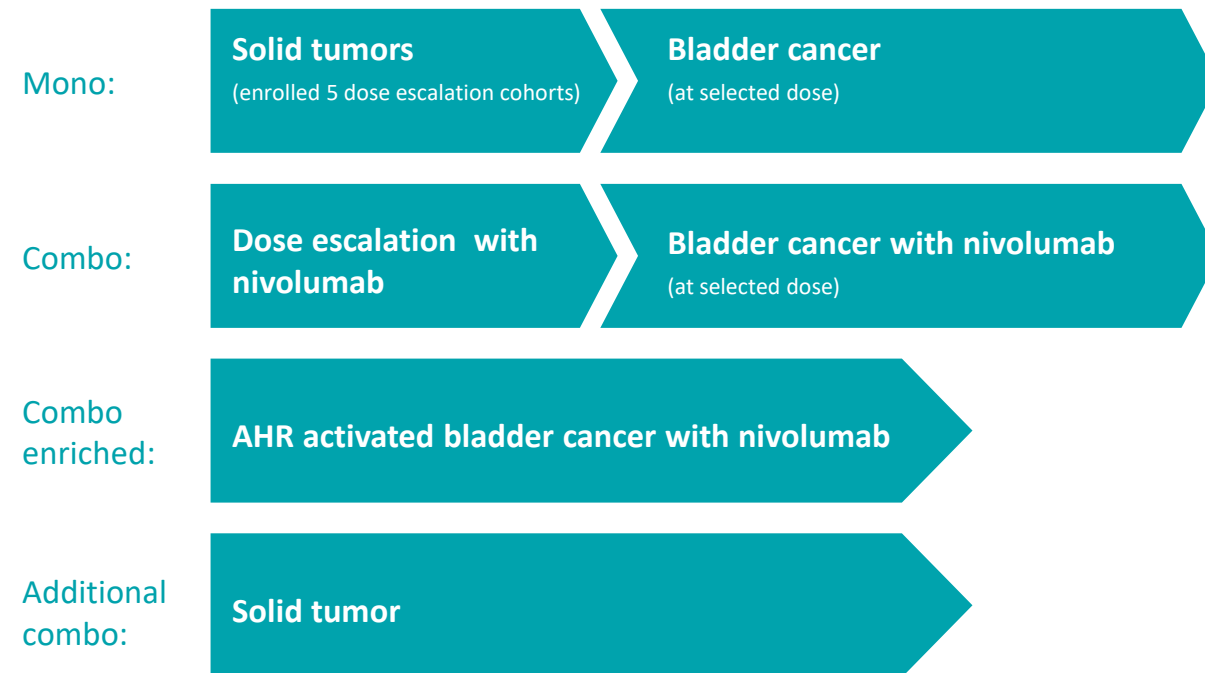 Mono:
Solid tumors
(enrolled 5 dose escalation cohorts)
Bladder cancer
(at selected dose)
Combo:
Dose escalation  with
nivolumab
Bladder cancer with nivolumab
(at selected dose)
Combo
enriched:
AHR activated bladder cancer with nivolumab
Additional
combo:
Solid tumor